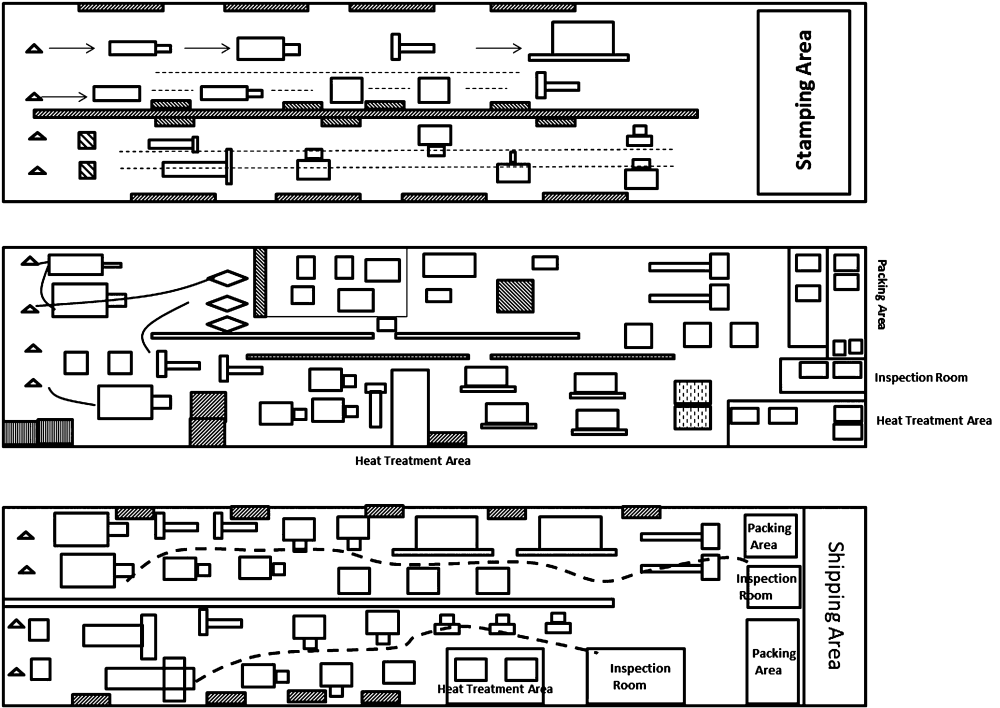 Stamping Area
Packing Area
Inspection Room
Heat Treatment Area
Heat Treatment Area
Packing
Area
Inspection
Room
Shipping Area
Packing
Area
Inspection
Room
Heat Treatment Area